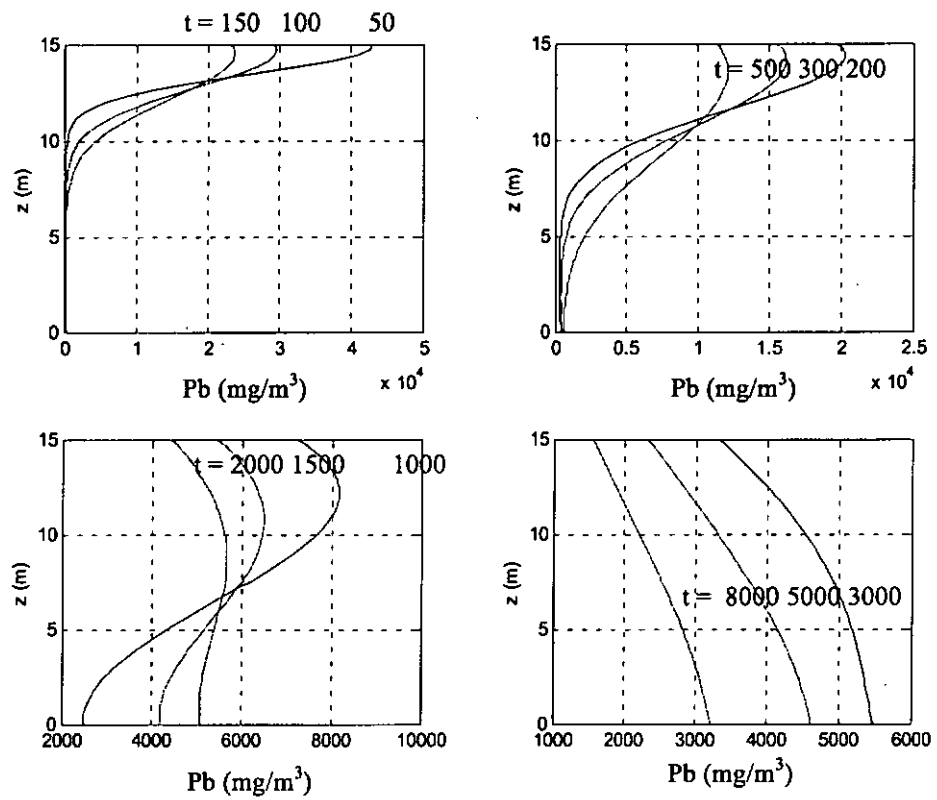 t = 150 100 50
15
10
5
0
z (m)
0 1 2 3 4 5
x 10⁴
Pb (mg/m³)
15
10
5
0
z (m)
t = 500 300 200
0 0.5 1 1.5 2 2.5
x 10⁴
Pb (mg/m³)
15
10
5
0
z (m)
t = 2000 1500 1000
2000 4000 6000 8000 10000
Pb (mg/m³)
15
10
5
0
z (m)
t = 8000 5000 3000
1000 2000 3000 4000 5000 6000
Pb (mg/m³)